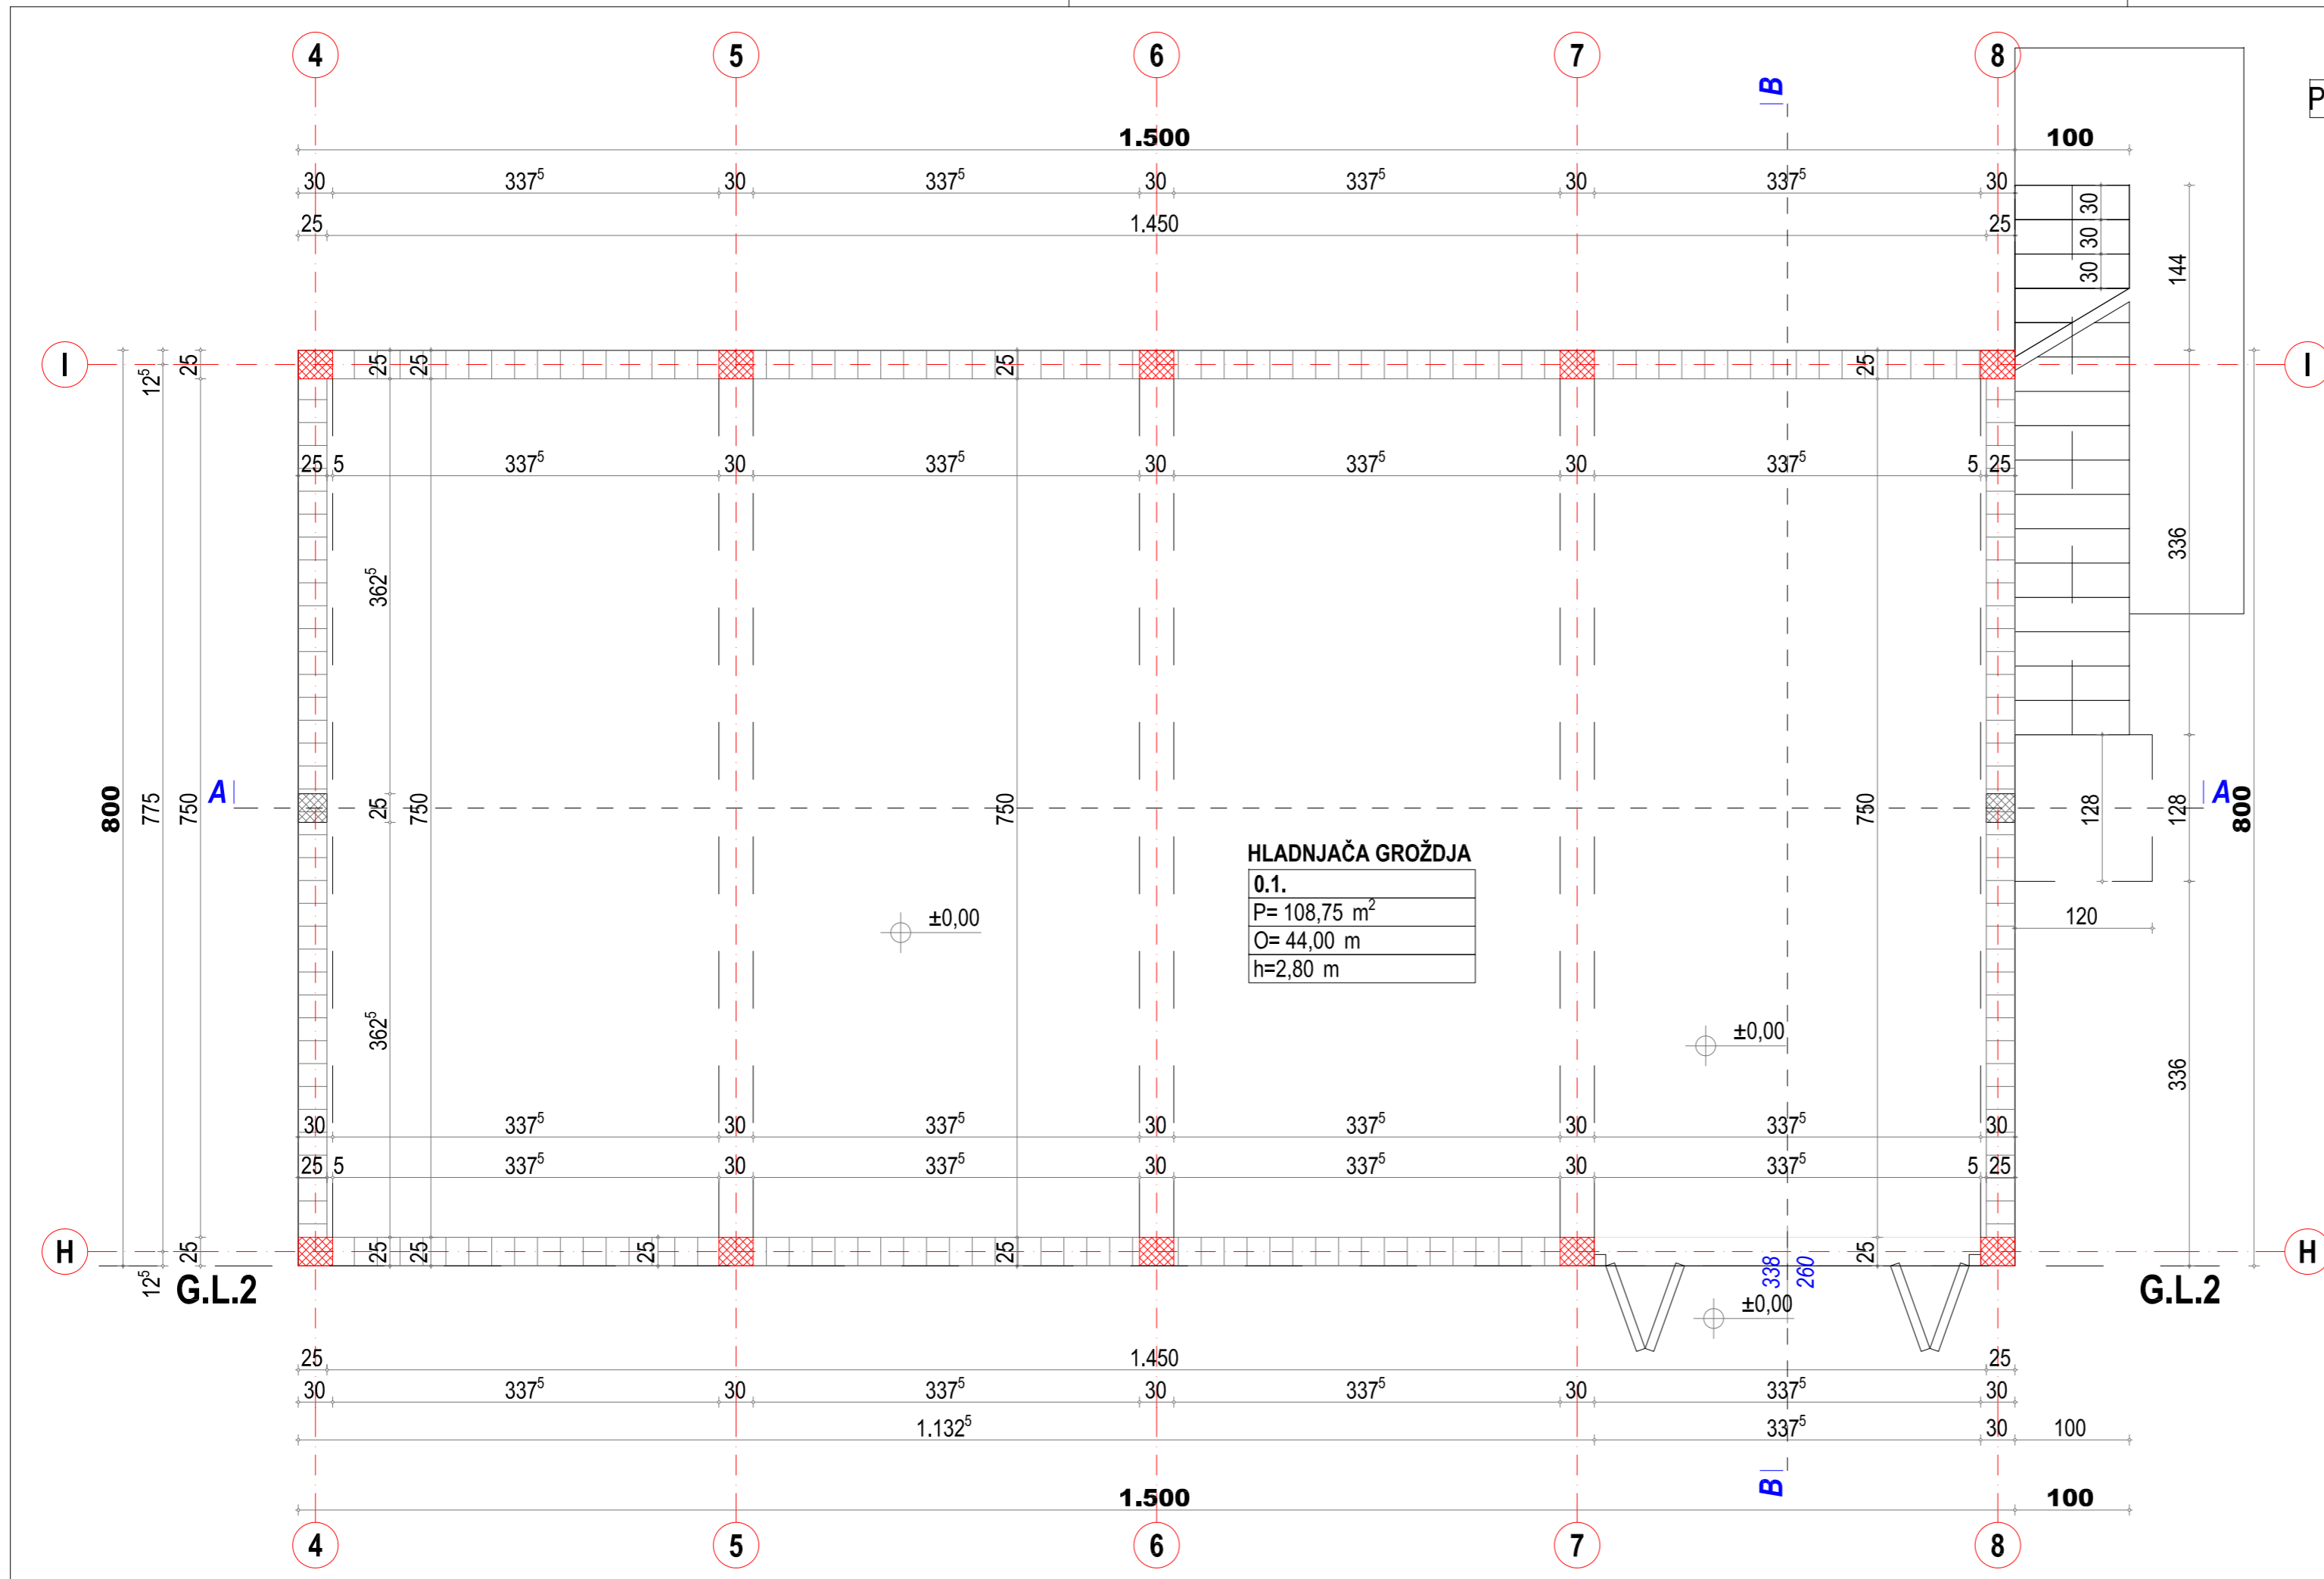 4 5 6 7 8
B
P
1.500 100
30 337⁵ 30 337⁵ 30 337⁵ 30 337⁵ 30
25 1.450 25
30
30
30
144
I 12⁵ 25 25 25 25 25 I
25 5 337⁵ 30 337⁵ 30 337⁵ 30 337⁵ 5 25
362⁵ 336
800 775 750 A 25 750 750 750 128 128 A 800
HLADNJAČA GROŽDJA
0.1.
P= 108,75 m²
O= 44,00 m
h=2,80 m
±0,00
120
±0,00
362⁵ 336
30 337⁵ 30 337⁵ 30 337⁵ 30 337⁵ 30
25 5 337⁵ 30 337⁵ 30 337⁵ 30 337⁵ 5 25
H 12⁵ 25 25 25 25 25 25 H
338
260
G.L.2 ±0,00 G.L.2
25 1.450 25
30 337⁵ 30 337⁵ 30 337⁵ 30 337⁵ 30
1.132⁵ 337⁵ 30 100
B
1.500 100
4 5 6 7 8